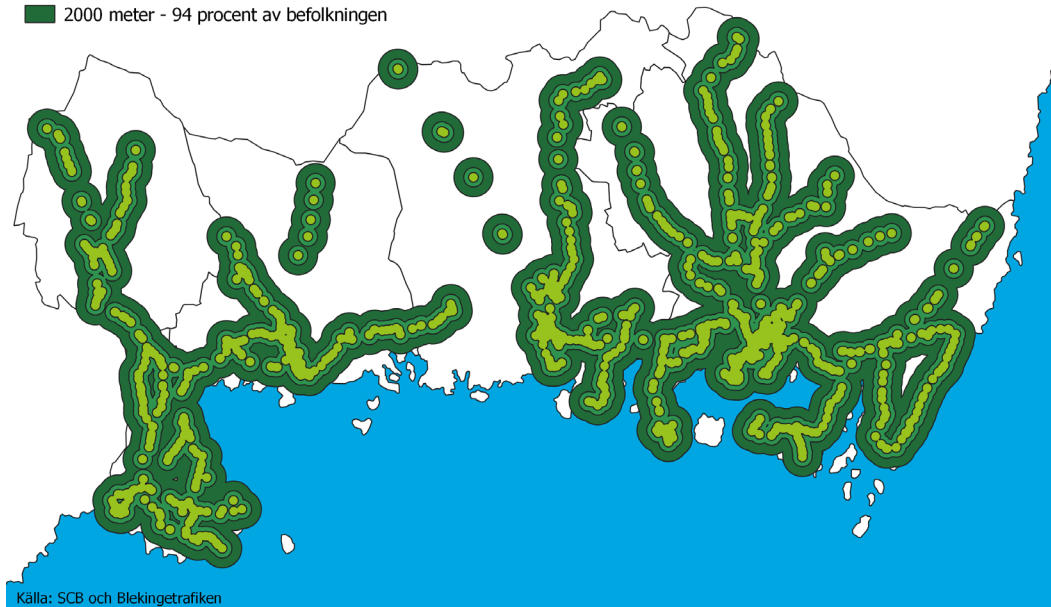 2000 meter - 94 procent av befolkningen
Källa: SCB och Blekingetrafiken